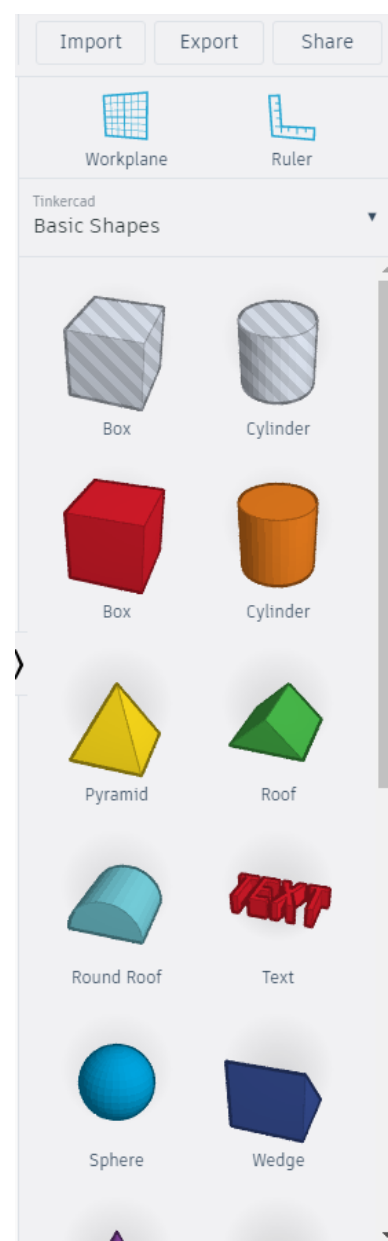 Import Export Share
Workplane Ruler
Tinkercad
Basic Shapes
Box Cylinder
Box Cylinder
Pyramid Roof
TEXT
Round Roof Text
Sphere Wedge